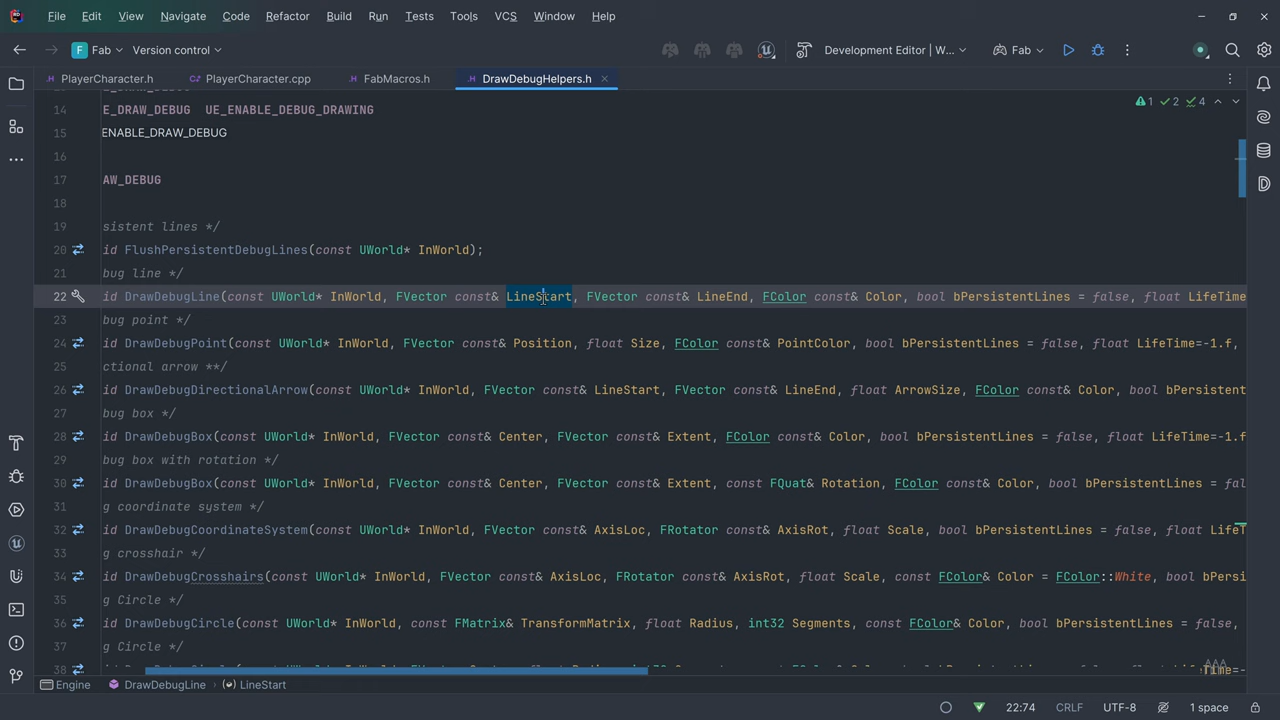 File Edit View Navigate Code Refactor Build Run Tests Tools VCS Window Help
F Fab Version control Development Editor | W... Fab
PlayerCharacter.h PlayerCharacter.cpp FabMacros.h DrawDebugHelpers.h
14 E_DRAW_DEBUG UE_ENABLE_DEBUG_DRAWING
15 ENABLE_DRAW_DEBUG
16
17 AW_DEBUG
18
19 sistent lines */
20 id FlushPersistentDebugLines(const UWorld* InWorld);
21 bug line */
22 id DrawDebugLine(const UWorld* InWorld, FVector const& LineStart, FVector const& LineEnd, FColor const& Color, bool bPersistentLines = false, float LifeTime
23 bug point */
24 id DrawDebugPoint(const UWorld* InWorld, FVector const& Position, float Size, FColor const& PointColor, bool bPersistentLines = false, float LifeTime=-1.f,
25 ctional arrow **/
26 id DrawDebugDirectionalArrow(const UWorld* InWorld, FVector const& LineStart, FVector const& LineEnd, float ArrowSize, FColor const& Color, bool bPersistent
27 bug box */
28 id DrawDebugBox(const UWorld* InWorld, FVector const& Center, FVector const& Extent, FColor const& Color, bool bPersistentLines = false, float LifeTime=-1.f
29 bug box with rotation */
30 id DrawDebugBox(const UWorld* InWorld, FVector const& Center, FVector const& Extent, const FQuat& Rotation, FColor const& Color, bool bPersistentLines = fal
31 g coordinate system */
32 id DrawDebugCoordinateSystem(const UWorld* InWorld, FVector const& AxisLoc, FRotator const& AxisRot, float Scale, bool bPersistentLines = false, float LifeT
33 g crosshair */
34 id DrawDebugCrosshairs(const UWorld* InWorld, FVector const& AxisLoc, FRotator const& AxisRot, float Scale, const FColor& Color = FColor::White, bool bPersi
35 g Circle */
36 id DrawDebugCircle(const UWorld* InWorld, const FMatrix& TransformMatrix, float Radius, int32 Segments, const FColor& Color, bool bPersistentLines = false,
37 g Circle */
38
1 2 4
Engine DrawDebugLine LineStart
22:74 CRLF UTF-8 1 space